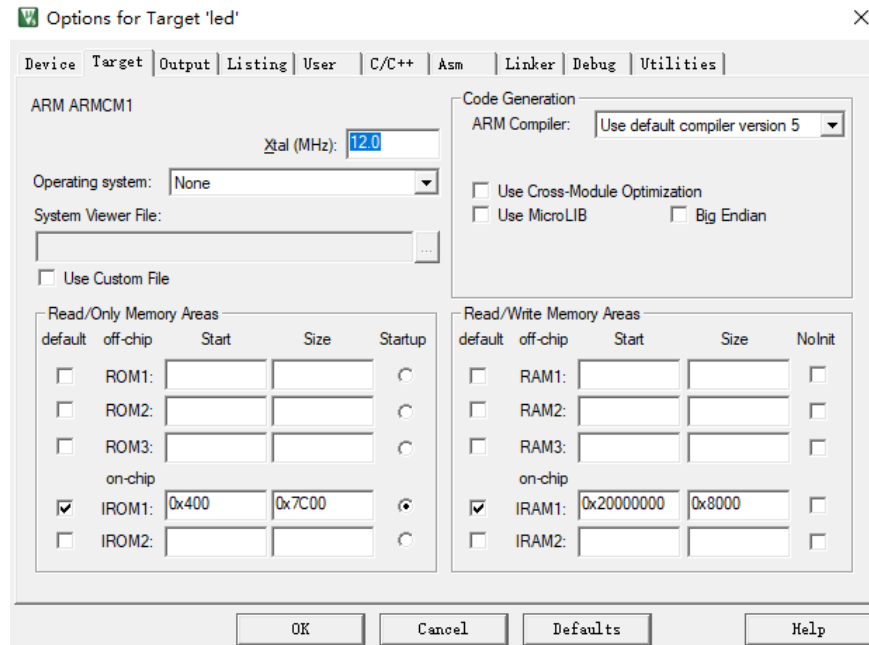 Options for Target 'led'
Device Target Output Listing User C/C++ Asm Linker Debug Utilities
ARM ARMCM1
Xtal (MHz): 12.0
Operating system: None
System Viewer File:
...
Use Custom File
Code Generation
ARM Compiler: Use default compiler version 5
Use Cross-Module Optimization
Use MicroLIB Big Endian
Read/Only Memory Areas
default off-chip Start Size Startup
ROM1:
ROM2:
ROM3:
on-chip
IROM1: 0x400 0x7C00
IROM2:
Read/Write Memory Areas
default off-chip Start Size NoInit
RAM1:
RAM2:
RAM3:
on-chip
IRAM1: 0x20000000 0x8000
IRAM2:
OK Cancel Defaults Help